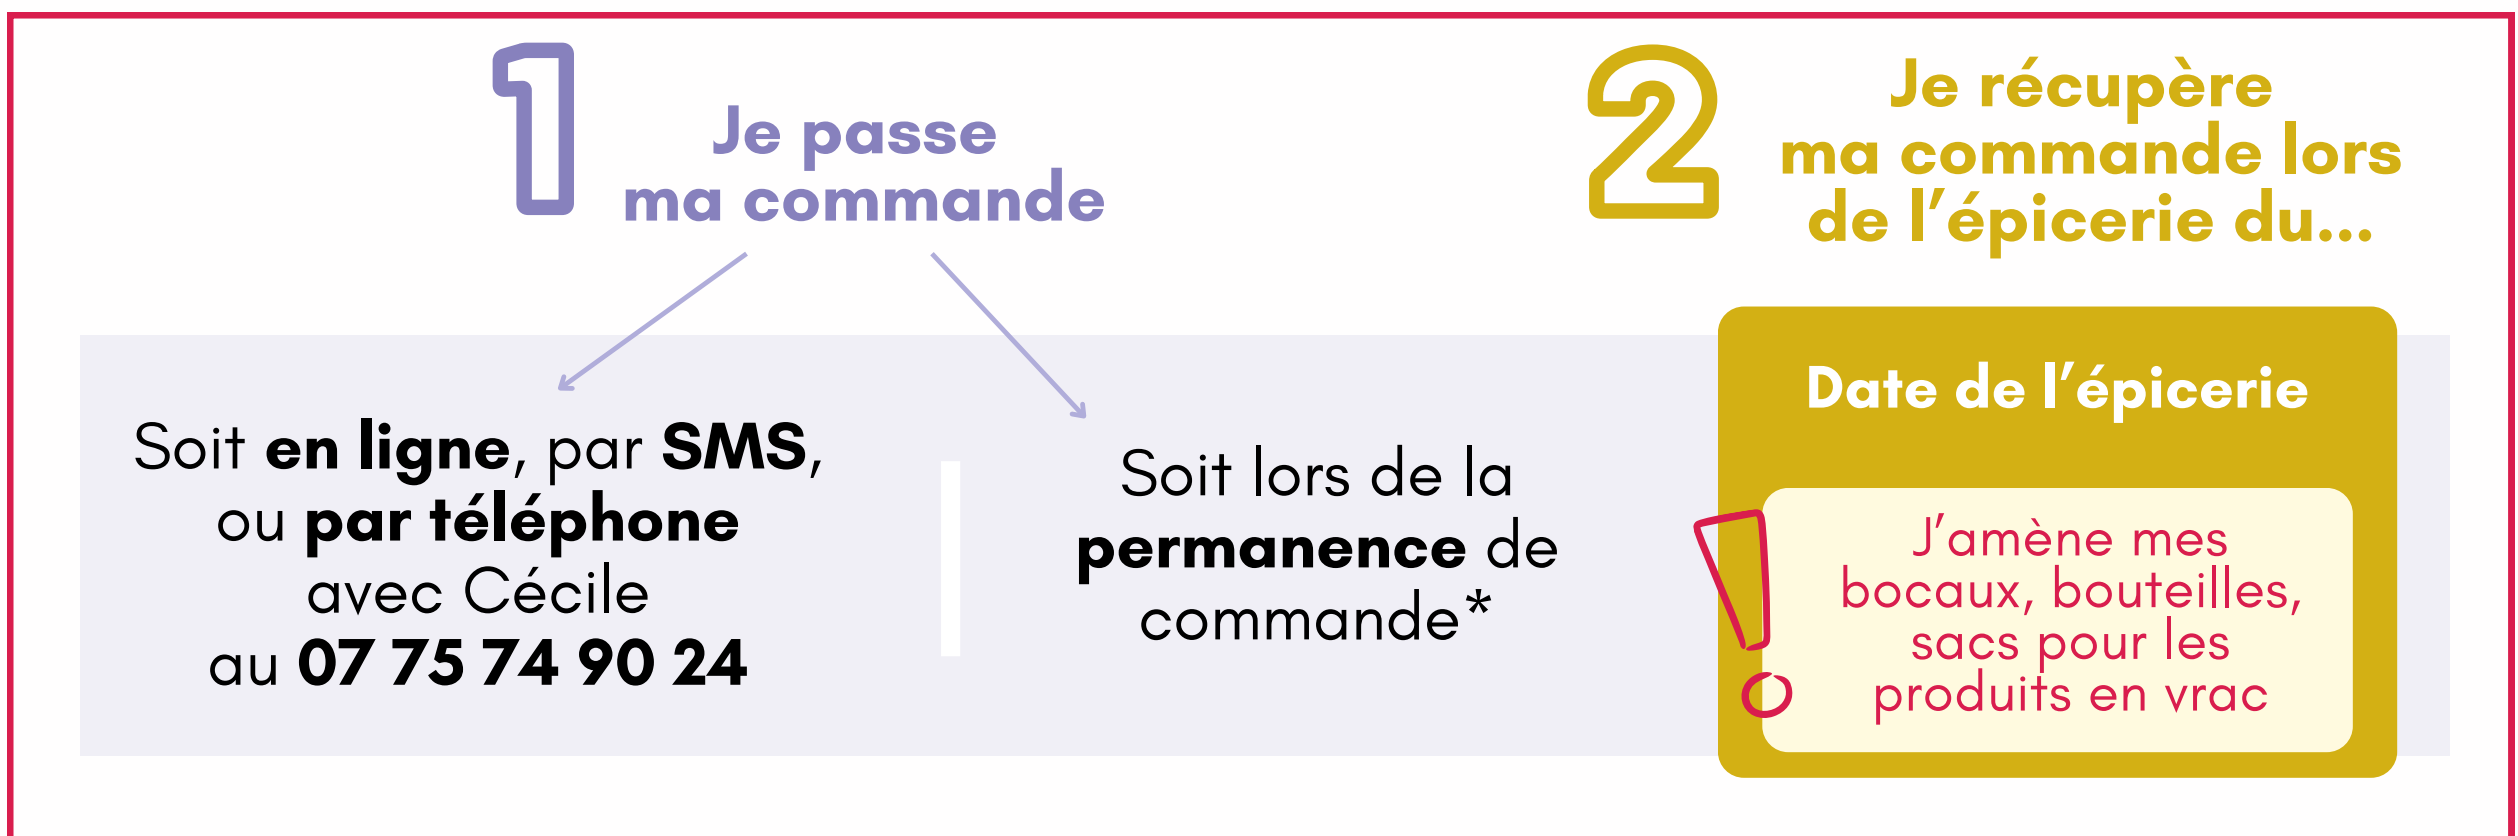 1
Je passe
ma commande
Soit en ligne, par SMS,
ou par téléphone
avec Cécile
au 07 75 74 90 24
Soit lors de la
permanence de
commande*
2
Je récupère
ma commande lors
de l'épicerie du...
Date de l'épicerie
!
J'amène mes
bocaux, bouteilles,
sacs pour les
produits en vrac